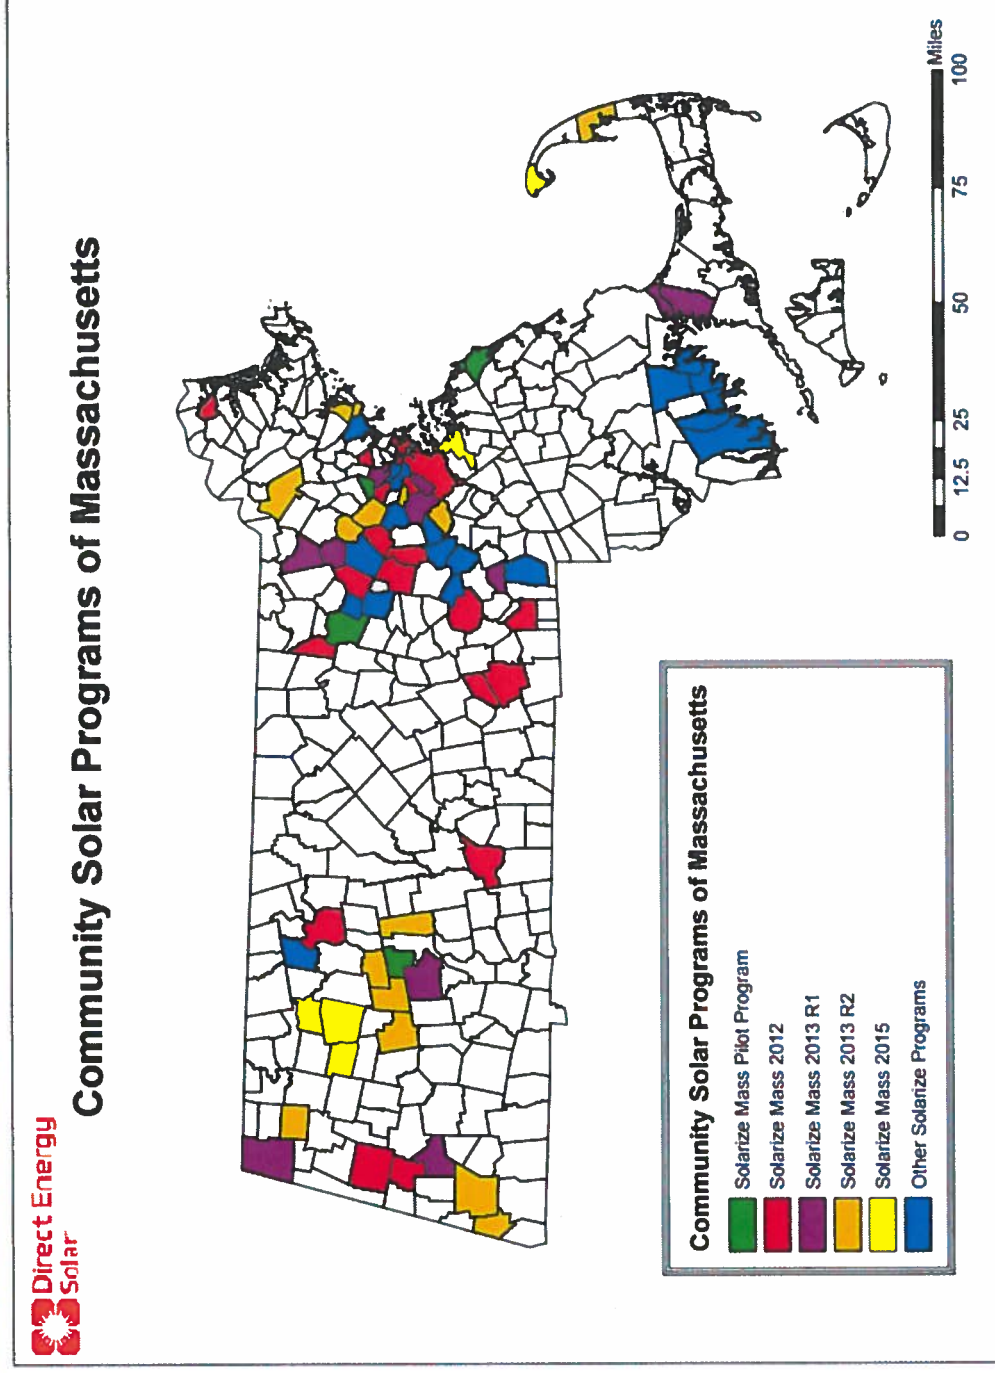 Direct Energy
Solar
Community Solar Programs of Massachusetts
Community Solar Programs of Massachusetts
Solarize Mass Pilot Program
Solarize Mass 2012
Solarize Mass 2013 R1
Solarize Mass 2013 R2
Solarize Mass 2015
Other Solarize Programs
Miles
0 12.5 25 50 75 100